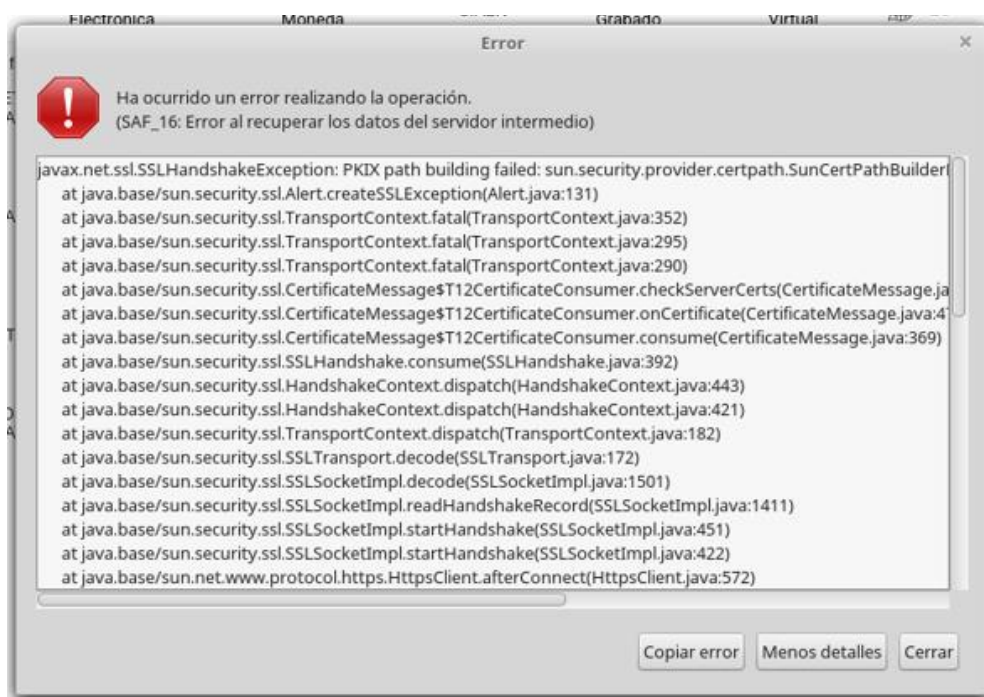 Electronica Moneda Grabado Virtual
Error
Ha ocurrido un error realizando la operación.
(SAF_16: Error al recuperar los datos del servidor intermedio)
javax.net.ssl.SSLHandshakeException: PKIX path building failed: sun.security.provider.certpath.SunCertPathBuilder
at java.base/sun.security.ssl.Alert.createSSLException(Alert.java:131)
at java.base/sun.security.ssl.TransportContext.fatal(TransportContext.java:352)
at java.base/sun.security.ssl.TransportContext.fatal(TransportContext.java:295)
at java.base/sun.security.ssl.TransportContext.fatal(TransportContext.java:290)
at java.base/sun.security.ssl.CertificateMessage$T12CertificateConsumer.checkServerCerts(CertificateMessage.ja
at java.base/sun.security.ssl.CertificateMessage$T12CertificateConsumer.onCertificate(CertificateMessage.java:4
at java.base/sun.security.ssl.CertificateMessage$T12CertificateConsumer.consume(CertificateMessage.java:369)
at java.base/sun.security.ssl.SSLHandshake.consume(SSLHandshake.java:392)
at java.base/sun.security.ssl.HandshakeContext.dispatch(HandshakeContext.java:443)
at java.base/sun.security.ssl.HandshakeContext.dispatch(HandshakeContext.java:421)
at java.base/sun.security.ssl.TransportContext.dispatch(TransportContext.java:182)
at java.base/sun.security.ssl.SSLTransport.decode(SSLTransport.java:172)
at java.base/sun.security.ssl.SSLSocketImpl.decode(SSLSocketImpl.java:1501)
at java.base/sun.security.ssl.SSLSocketImpl.readHandshakeRecord(SSLSocketImpl.java:1411)
at java.base/sun.security.ssl.SSLSocketImpl.startHandshake(SSLSocketImpl.java:451)
at java.base/sun.security.ssl.SSLSocketImpl.startHandshake(SSLSocketImpl.java:422)
at java.base/sun.net.www.protocol.https.HttpsClient.afterConnect(HttpsClient.java:572)
Copiar error Menos detalles Cerrar